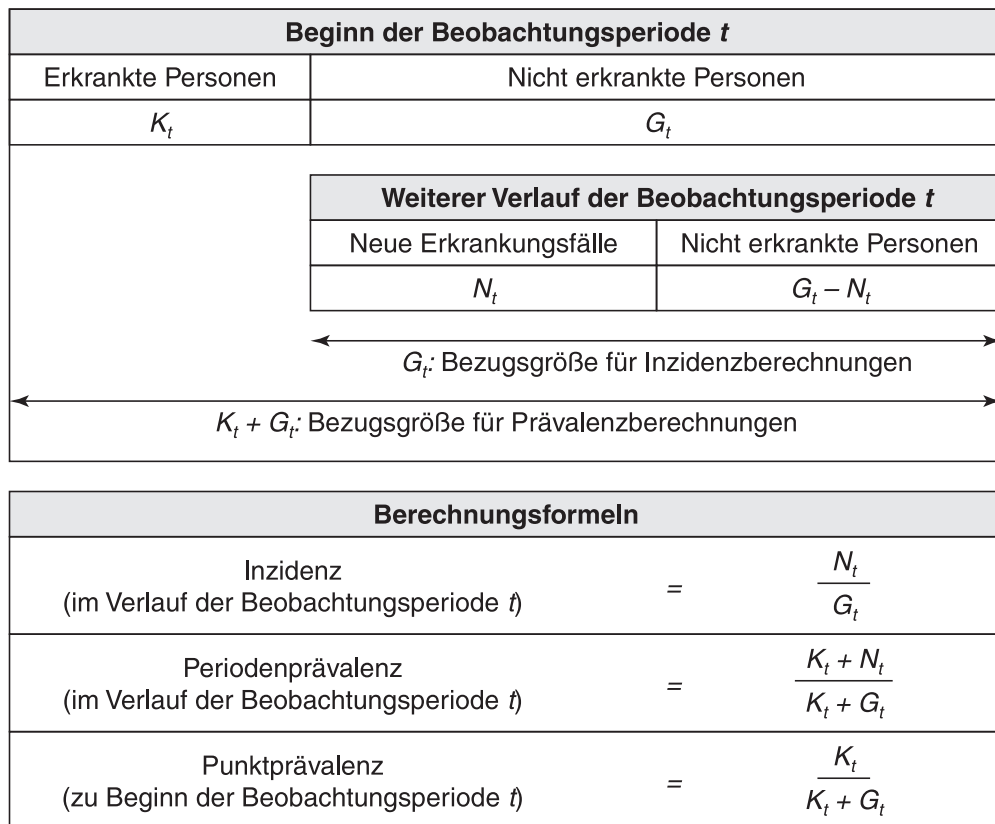 Beginn der Beobachtungsperiode t
Erkrankte Personen Nicht erkrankte Personen
K_t G_t
Weiterer Verlauf der Beobachtungsperiode t
Neue Erkrankungsfälle Nicht erkrankte Personen
N_t G_t – N_t
G_t: Bezugsgröße für Inzidenzberechnungen
K_t + G_t: Bezugsgröße für Prävalenzberechnungen
Berechnungsformeln
Inzidenz
(im Verlauf der Beobachtungsperiode t)
=
N_t
G_t
Periodenprävalenz
(im Verlauf der Beobachtungsperiode t)
=
K_t + N_t
K_t + G_t
Punktprävalenz
(zu Beginn der Beobachtungsperiode t)
=
K_t
K_t + G_t